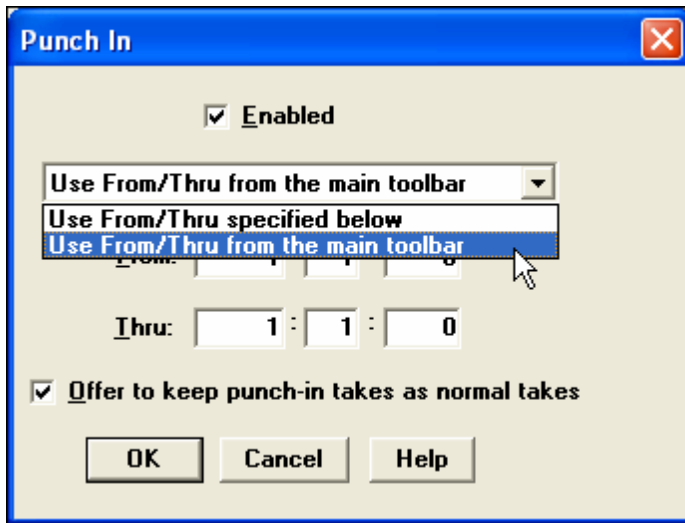 Punch In
Enabled
Use From/Thru from the main toolbar
Use From/Thru specified below
Use From/Thru from the main toolbar
Thru: 1 : 1 : 0
Offer to keep punch-in takes as normal takes
OK Cancel Help